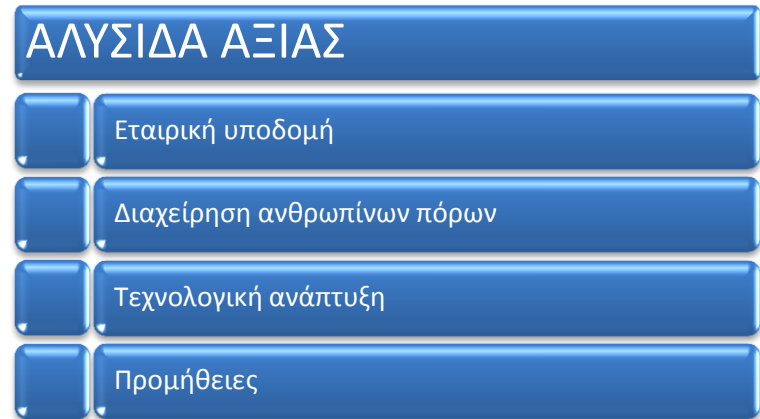 ΑΛΥΣΙΔΑ ΑΞΙΑΣ
Εταιρική υποδομή
Διαχείρηση ανθρωπίνων πόρων
Τεχνολογική ανάπτυξη
Προμήθειες